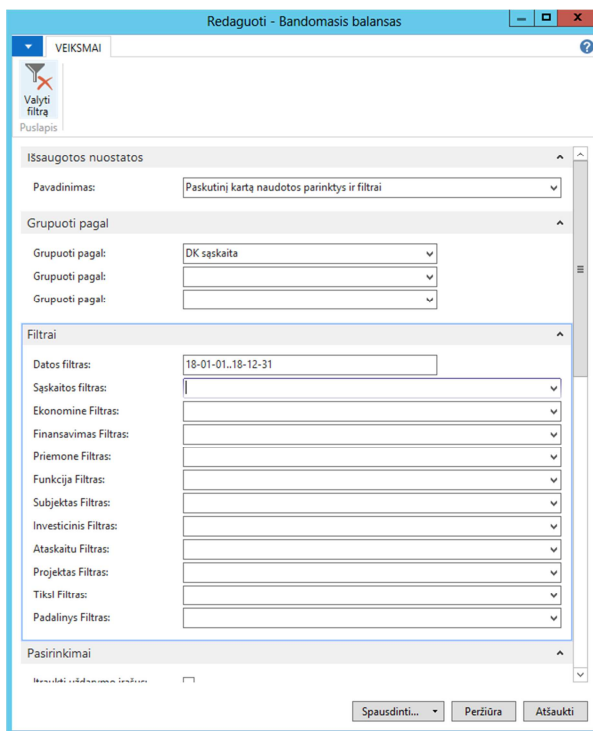 Redaguoti - Bandomasis balansas
VEIKSMAI
Valyti
filtrą
Puslapis
Išsaugotos nuostatos
Pavadinimas: Paskutinį kartą naudotos parinktys ir filtrai
Grupuoti pagal
Grupuoti pagal: DK sąskaita
Grupuoti pagal:
Grupuoti pagal:
Filtrai
Datos filtras: 18-01-01..18-12-31
Sąskaitos filtras:
Ekonomine Filtras:
Finansavimas Filtras:
Priemone Filtras:
Funkcija Filtras:
Subjektas Filtras:
Investicinis Filtras:
Ataskaitu Filtras:
Projektas Filtras:
Tiksl Filtras:
Padalinys Filtras:
Pasirinkimai
Įtraukti uždarymo įrašus:
Spausdinti... Peržiūra Atšaukti